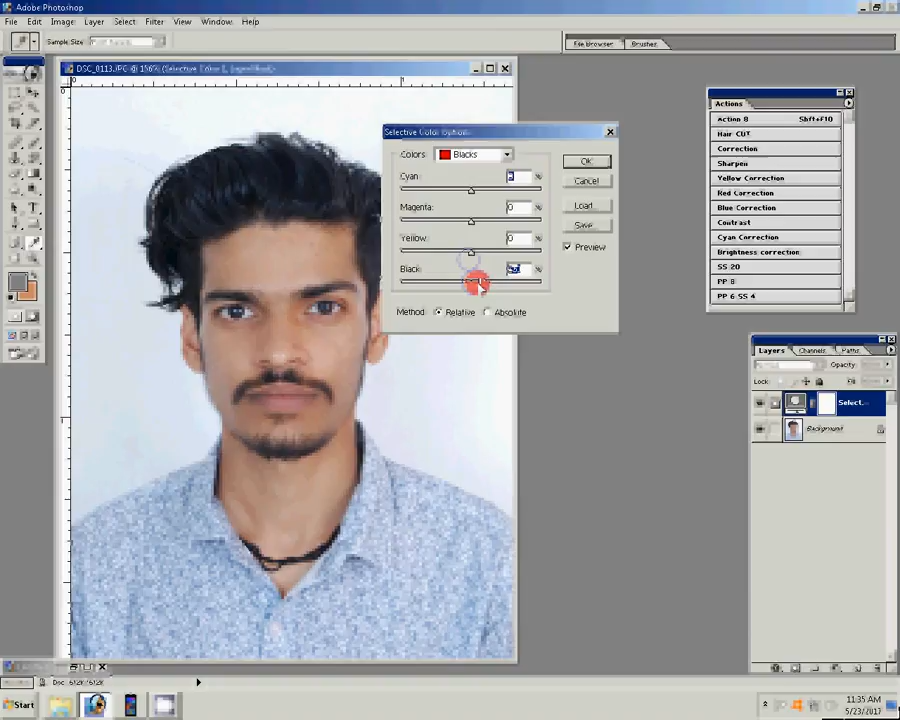 Adobe Photoshop
File Edit Image Layer Select Filter View Window Help
Sample Size:
File Browser Brushes
DSC_0113.JPG @ 156% (Selective Color 1,
Selective Color Options
Colors: Blacks
Cyan: %
Magenta: 0 %
Yellow: 0 %
Black: %
Method: Relative Absolute
OK
Cancel
Load...
Save...
Preview
Actions
Action 8 Shft+F10
Hair CUT
Correction
Sharpen
Yellow Correction
Red Correction
Blue Correction
Contrast
Cyan Correction
Brightness correction
SS 20
PP 8
PP 6 SS 4
Layers Channels Paths
Opacity:
Lock: Fill:
Select...
Background
Start
11:35 AM
5/23/2017